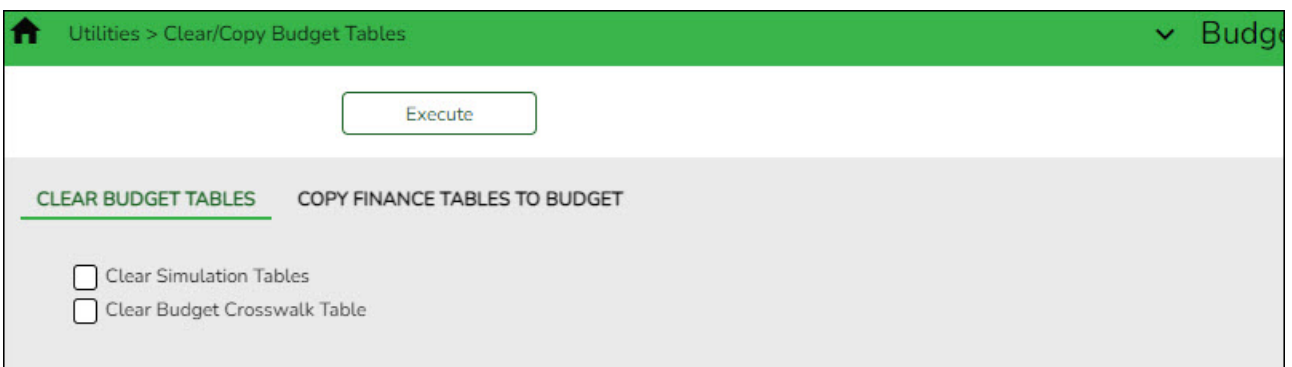 Utilities > Clear/Copy Budget Tables
Execute
CLEAR BUDGET TABLES COPY FINANCE TABLES TO BUDGET
Clear Simulation Tables
Clear Budget Crosswalk Table